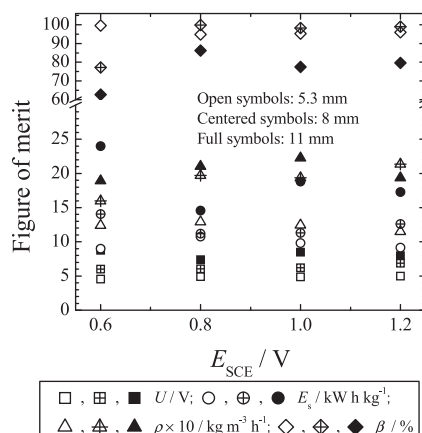 Figure of merit
100
90
80
70
60
25
20
15
10
5
0
Open symbols: 5.3 mm
Centered symbols: 8 mm
Full symbols: 11 mm
0.6 0.8 1.0 1.2
E_SCE / V
□ , ⊞ , ■ U / V; ○ , ⊕ , ● E_s / kW h kg⁻¹;
△ , , ▲ ρ × 10 / kg m⁻³ h⁻¹; ◇ , , ◆ β / %